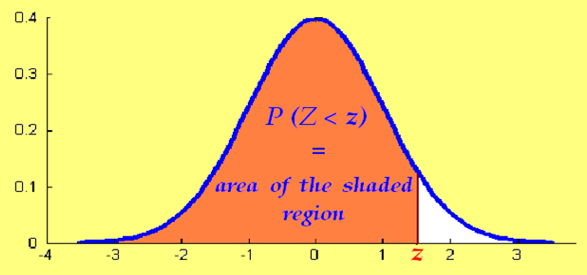 0.4
0.3
0.2
0.1
0
P (Z < z)
=
area of the shaded
region
-4 -3 -2 -1 0 1 2 3
z